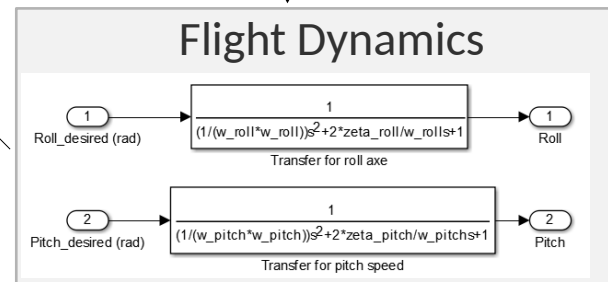 Flight Dynamics
1
Roll_desired (rad)
1
(1/(w_roll*w_roll))s2+2*zeta_roll/w_rolls+1
Transfer for roll axe
1
Roll
2
Pitch_desired (rad)
1
(1/(w_pitch*w_pitch))s2+2*zeta_pitch/w_pitchs+1
Transfer for pitch speed
2
Pitch